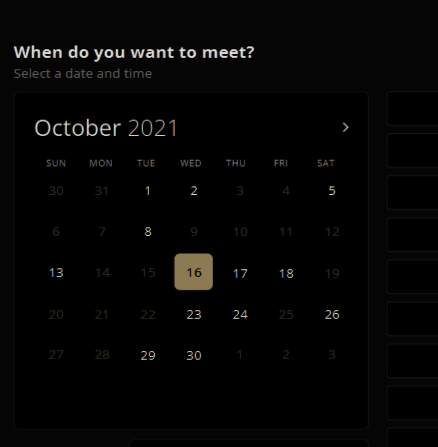 When do you want to meet?
Select a date and time
October 2021 >
SUN MON TUE WED THU FRI SAT
30 31 1 2 3 4 5
6 7 8 9 10 11 12
13 14 15 16 17 18 19
20 21 22 23 24 25 26
27 28 29 30 1 2 3